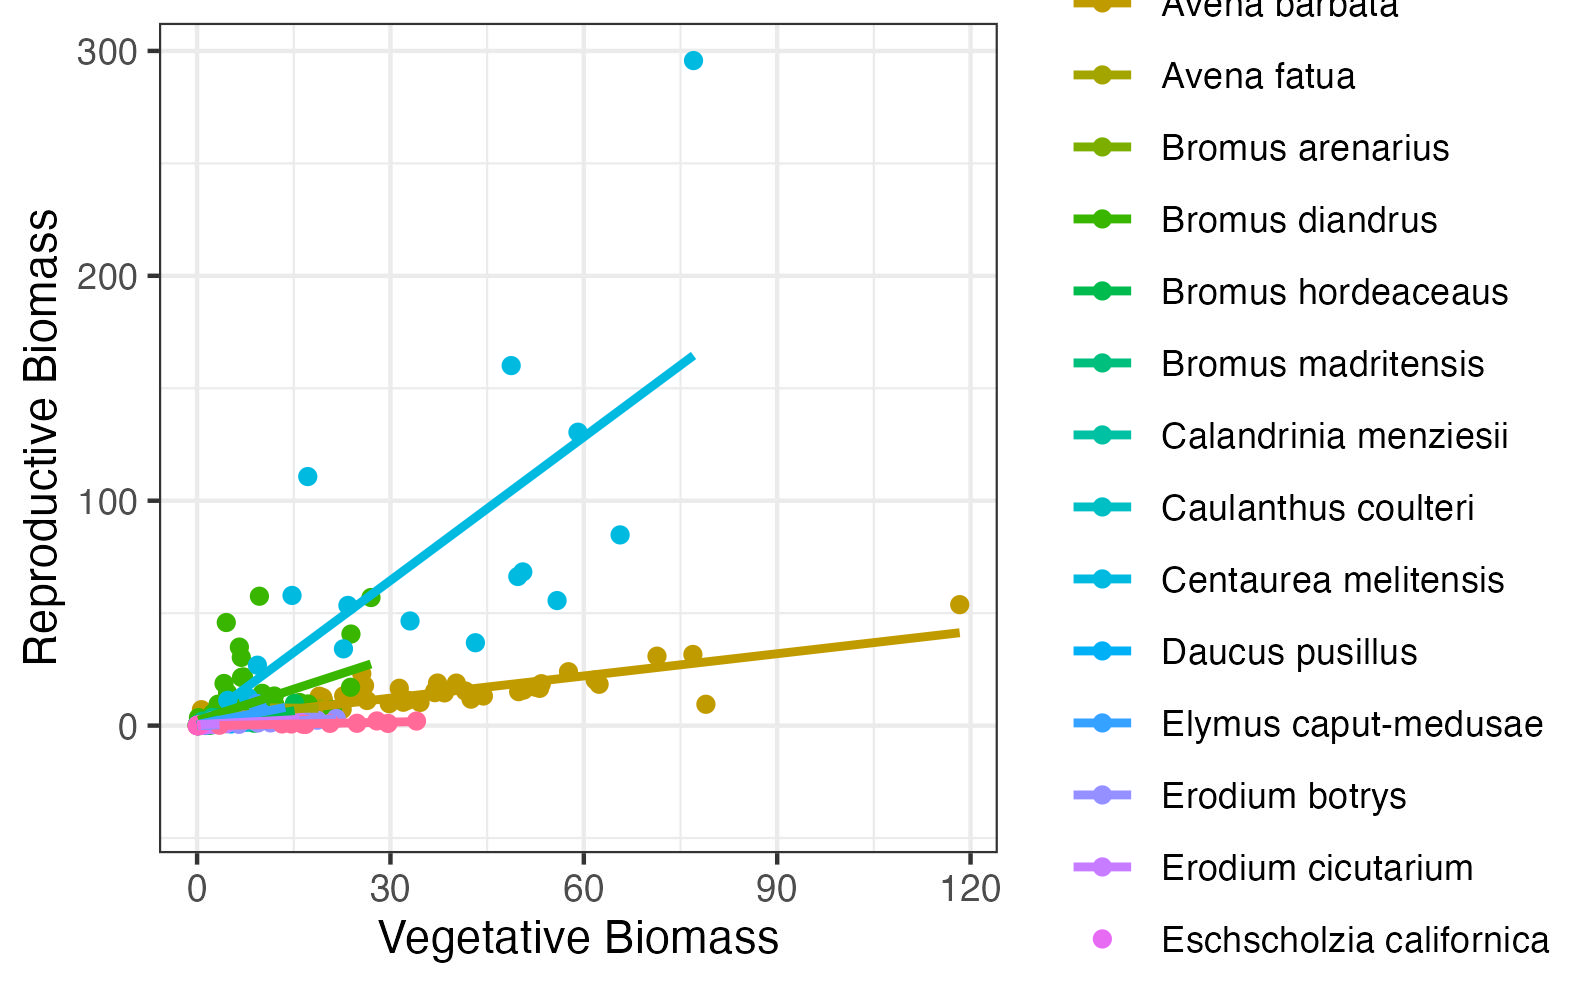 300
200
100
0
0 30 60 90 120
Vegetative Biomass
Reproductive Biomass
Avena barbata
Avena fatua
Bromus arenarius
Bromus diandrus
Bromus hordeaceaus
Bromus madritensis
Calandrinia menziesii
Caulanthus coulteri
Centaurea melitensis
Daucus pusillus
Elymus caput-medusae
Erodium botrys
Erodium cicutarium
Eschscholzia californica